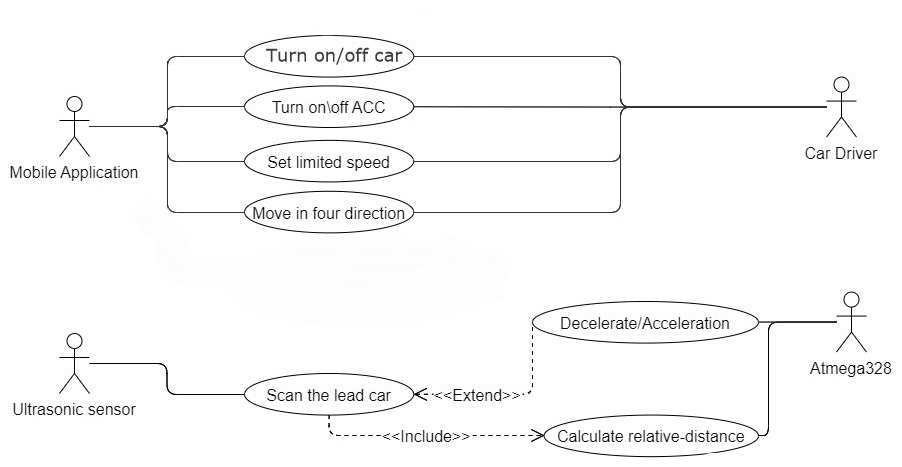 Turn on/off car
Turn on\off ACC
Car Driver
Set limited speed
Mobile Application
Move in four direction
Decelerate/Acceleration
Atmega328
Scan the lead car
<<Extend>>
Ultrasonic sensor
<<Include>>
Calculate relative-distance